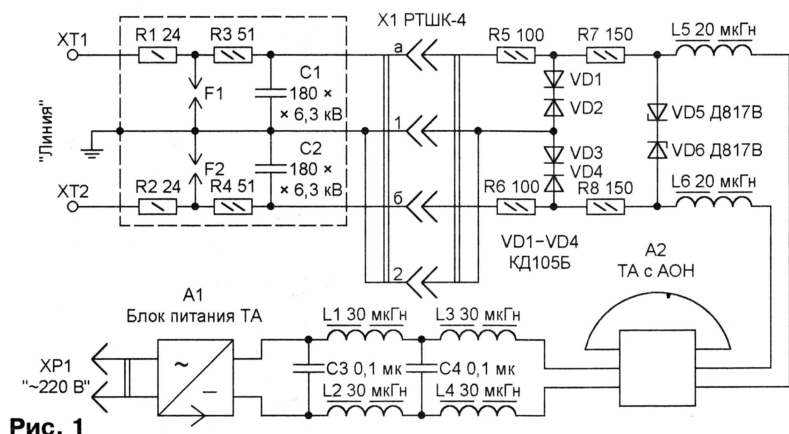 X1 РТШК-4
XT1
R1 24
R3 51
а
R5 100
R7 150
L5 20 мкГн
F1
C1
180 ×
× 6,3 кВ
VD1
VD2
"Линия"
1
VD5 Д817В
F2
C2
180 ×
× 6,3 кВ
VD3
VD4
VD6 Д817В
XT2
R2 24
R4 51
б
R6 100
R8 150
L6 20 мкГн
VD1–VD4
КД105Б
2
A1
Блок питания ТА
L1 30 мкГн
L3 30 мкГн
A2
ТА с АОН
XP1
"~220 В"
~
–
C3 0,1 мк
C4 0,1 мк
L2 30 мкГн
L4 30 мкГн
Рис. 1